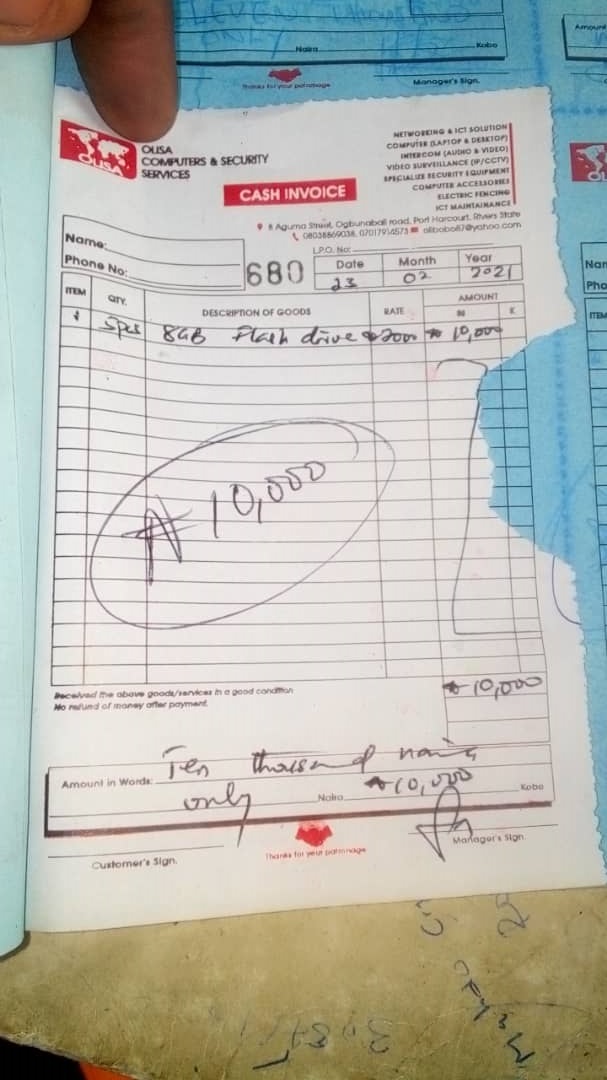 ELEVEN THOUSAND
ONLY
Naira
Kobo
Thanks for your patronage
Manager's Sign.
Amount
OLISA
OLISA
COMPUTERS & SECURITY
SERVICES
NETWORKING & ICT SOLUTION
COMPUTER (LAPTOP & DESKTOP)
INTERCOM (AUDIO & VIDEO)
VIDEO SURVEILLANCE (IP/CCTV)
SPECIALIZE SECURITY EQUIPMENT
COMPUTER ACCESSORIES
ELECTRIC FENCING
ICT MAINTAINANCE
CASH INVOICE
8 Aguma Street, Ogbunabali road, Port Harcourt, Rivers State
08038869038, 07017914573 olibobo87@yahoo.com
Name:
Phone No:
680
L.P.O. No:
Date Month Year
23 02 2021
ITEM QTY. DESCRIPTION OF GOODS RATE AMOUNT
N K
1 5pcs 8GB Flash drive ₦2000 ₦10,000
₦10,000
Received the above goods/services in a good condition
No refund of money after payment.
₦10,000
Amount in Words: Ten thousand naira
only Naira ₦10,000 Kobo
Customer's Sign.
Thanks for your patronage
Manager's Sign.
Nam
Pho
ITEM